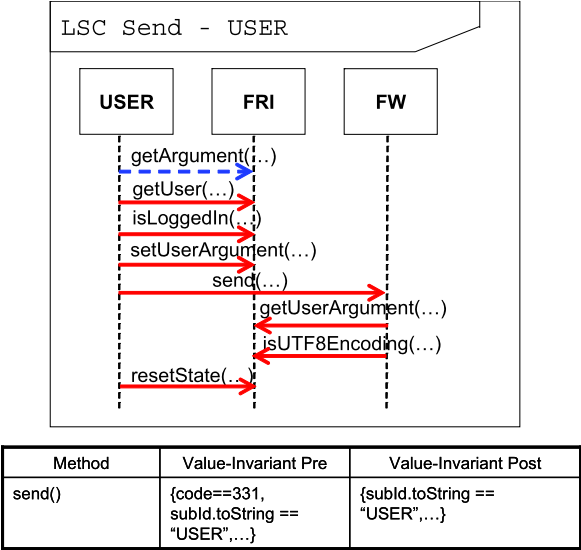 LSC Send - USER
USER FRI FW
getArgument(…)
getUser(…)
isLoggedIn(…)
setUserArgument(…)
send(…)
getUserArgument(…)
isUTF8Encoding(…)
resetState(…)
Method Value-Invariant Pre Value-Invariant Post
send() {code==331, {subId.toString ==
subId.toString == “USER”,…}
“USER”,…}